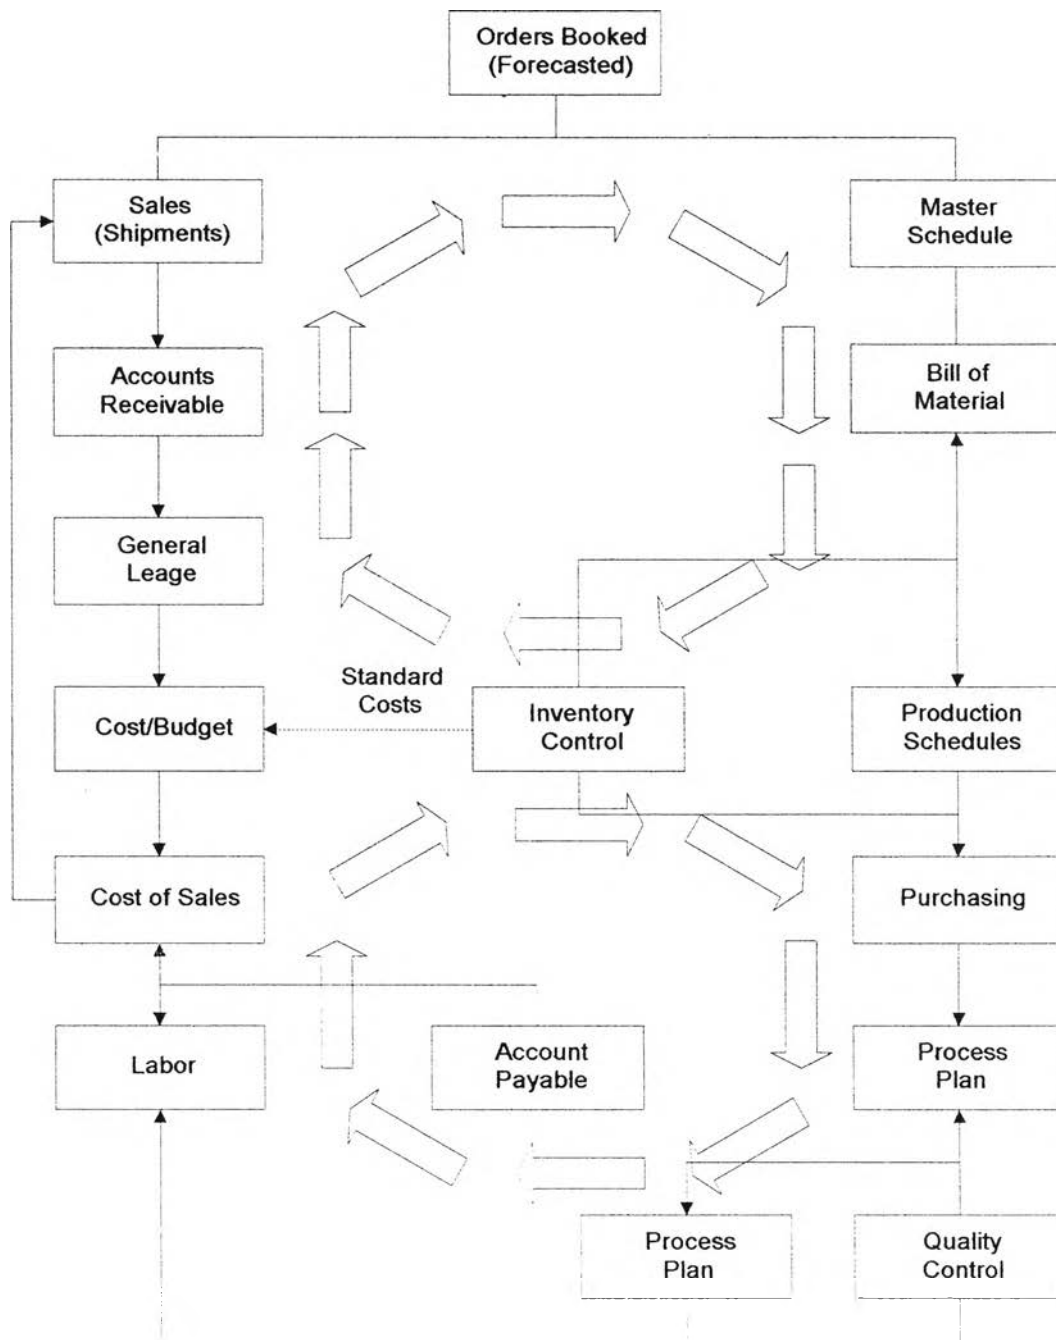 Orders Booked
(Forecasted)
Sales
(Shipments)
Master
Schedule
Accounts
Receivable
Bill of
Material
General
Leage
Standard
Costs
Cost/Budget
Inventory
Control
Production
Schedules
Cost of Sales
Purchasing
Labor
Account
Payable
Process
Plan
Process
Plan
Quality
Control